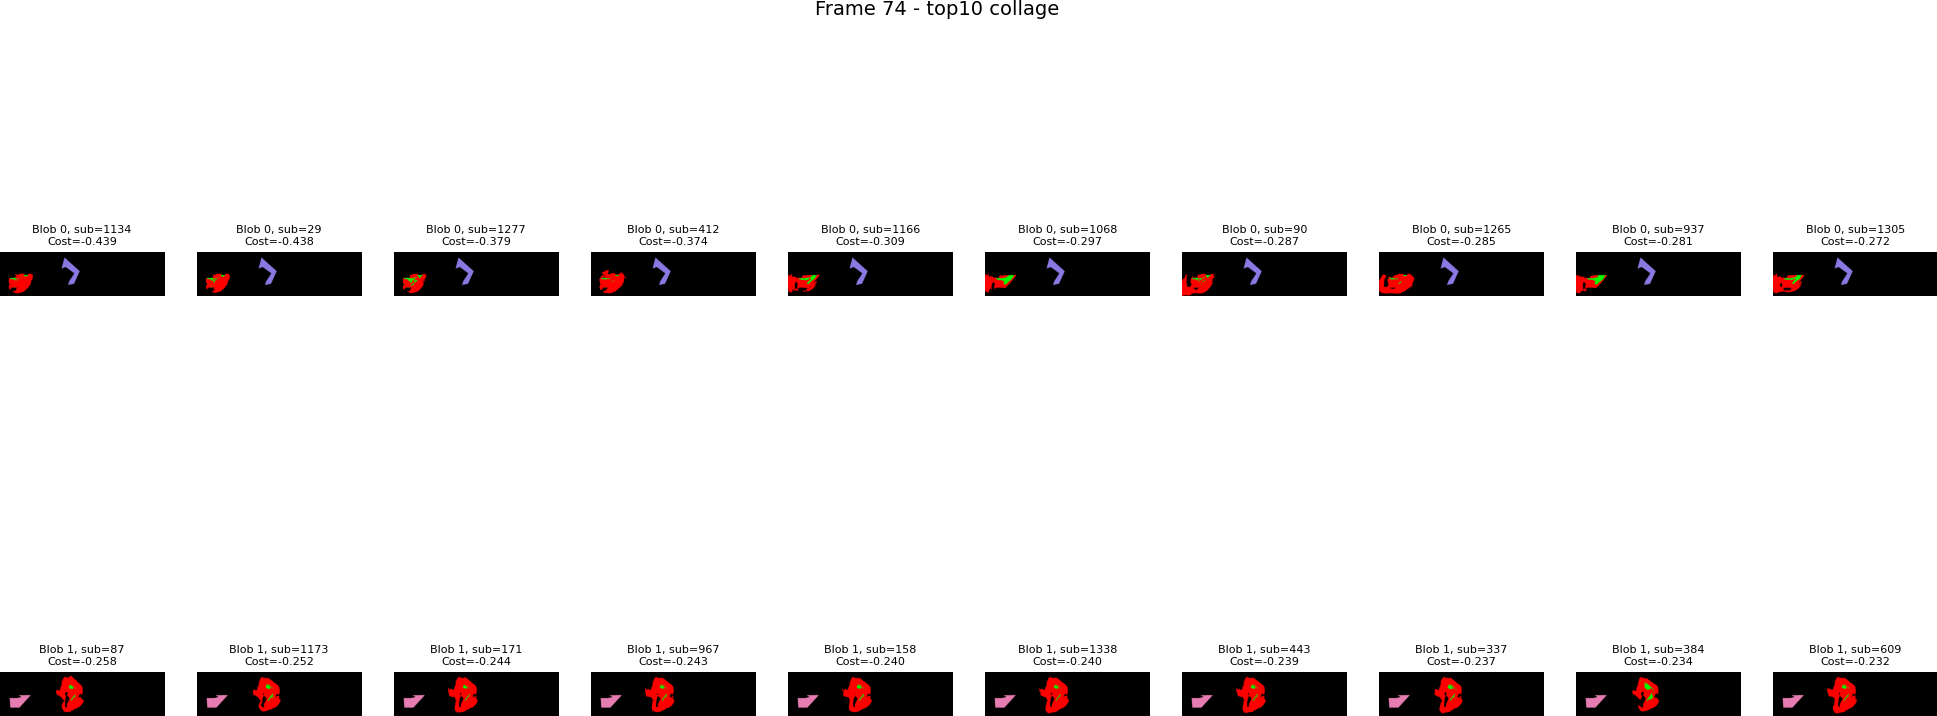 Frame 74 - top10 collage
Blob 0, sub=1134
Cost=-0.439
Blob 0, sub=29
Cost=-0.438
Blob 0, sub=1277
Cost=-0.379
Blob 0, sub=412
Cost=-0.374
Blob 0, sub=1166
Cost=-0.309
Blob 0, sub=1068
Cost=-0.297
Blob 0, sub=90
Cost=-0.287
Blob 0, sub=1265
Cost=-0.285
Blob 0, sub=937
Cost=-0.281
Blob 0, sub=1305
Cost=-0.272
Blob 1, sub=87
Cost=-0.258
Blob 1, sub=1173
Cost=-0.252
Blob 1, sub=171
Cost=-0.244
Blob 1, sub=967
Cost=-0.243
Blob 1, sub=158
Cost=-0.240
Blob 1, sub=1338
Cost=-0.240
Blob 1, sub=443
Cost=-0.239
Blob 1, sub=337
Cost=-0.237
Blob 1, sub=384
Cost=-0.234
Blob 1, sub=609
Cost=-0.232